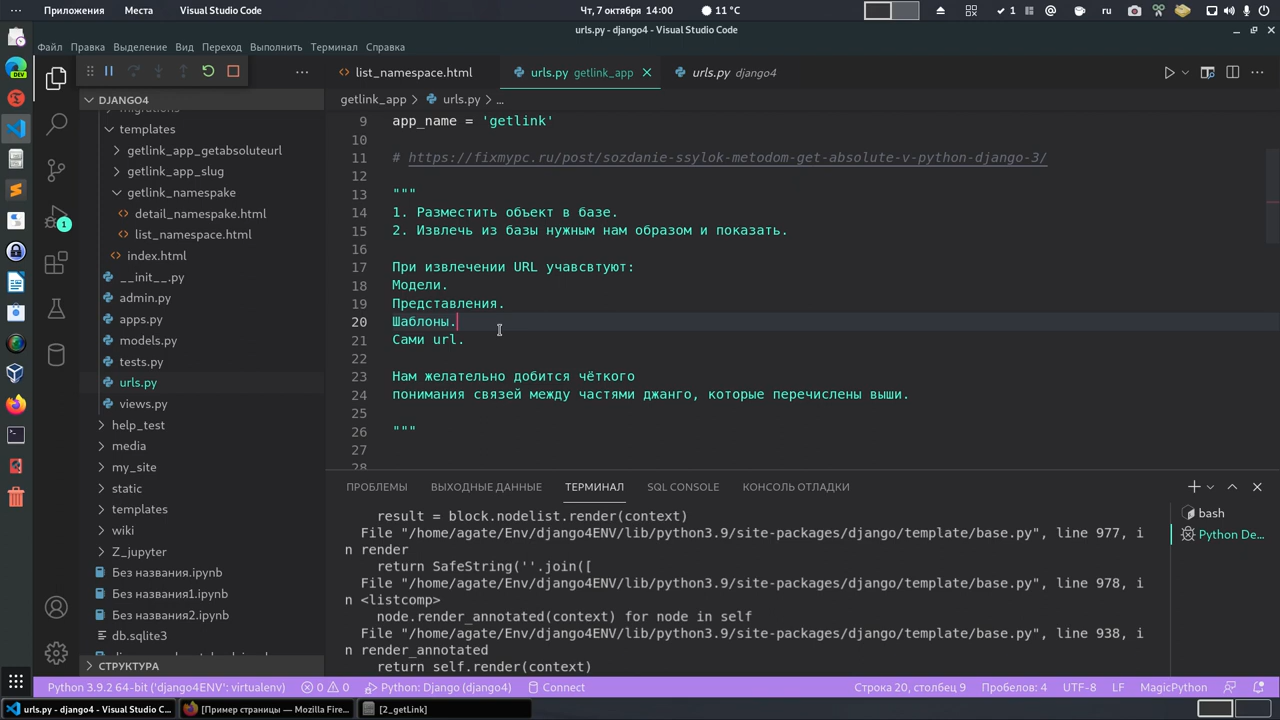 Приложения Места Visual Studio Code Чт, 7 октября 14:00 11 °C 1 ru
urls.py - django4 - Visual Studio Code
Файл Правка Выделение Вид Переход Выполнить Терминал Справка
list_namespace.html urls.py getlink_app urls.py django4
DJANGO4
getlink_app > urls.py > ...
templates
getlink_app_getabsoluteurl
getlink_app_slug
getlink_namespake
detail_namespake.html
list_namespace.html
index.html
__init__.py
admin.py
apps.py
models.py
tests.py
urls.py
views.py
help_test
media
my_site
static
templates
wiki
Z_jupyter
Без названия.ipynb
Без названия1.ipynb
Без названия2.ipynb
db.sqlite3
СТРУКТУРА
DEV
1
9 app_name = 'getlink'
10
11 # https://fixmypc.ru/post/sozdanie-ssylok-metodom-get-absolute-v-python-django-3/
12
13 """
14 1. Разместить объект в базе.
15 2. Извлечь из базы нужным нам образом и показать.
16
17 При извлечении URL учавсвтуют:
18 Модели.
19 Представления.
20 Шаблоны.
21 Сами url.
22
23 Нам желательно добится чёткого
24 понимания связей между частями джанго, которые перечислены выши.
25
26 """
27
28
ПРОБЛЕМЫ ВЫХОДНЫЕ ДАННЫЕ ТЕРМИНАЛ SQL CONSOLE КОНСОЛЬ ОТЛАДКИ
result = block.nodelist.render(context)
File "/home/agate/Env/django4ENV/lib/python3.9/site-packages/django/template/base.py", line 977, i
n render
return SafeString(''.join([
File "/home/agate/Env/django4ENV/lib/python3.9/site-packages/django/template/base.py", line 978, i
n <listcomp>
node.render_annotated(context) for node in self
File "/home/agate/Env/django4ENV/lib/python3.9/site-packages/django/template/base.py", line 938, i
n render_annotated
return self.render(context)
bash
Python De...
Python 3.9.2 64-bit ('django4ENV': virtualenv) 0 0 Python: Django (django4) Connect Строка 20, столбец 9 Пробелов: 4 UTF-8 LF MagicPython
urls.py - django4 - Visual Studio C... [Пример страницы — Mozilla Fire... [2_getLink]